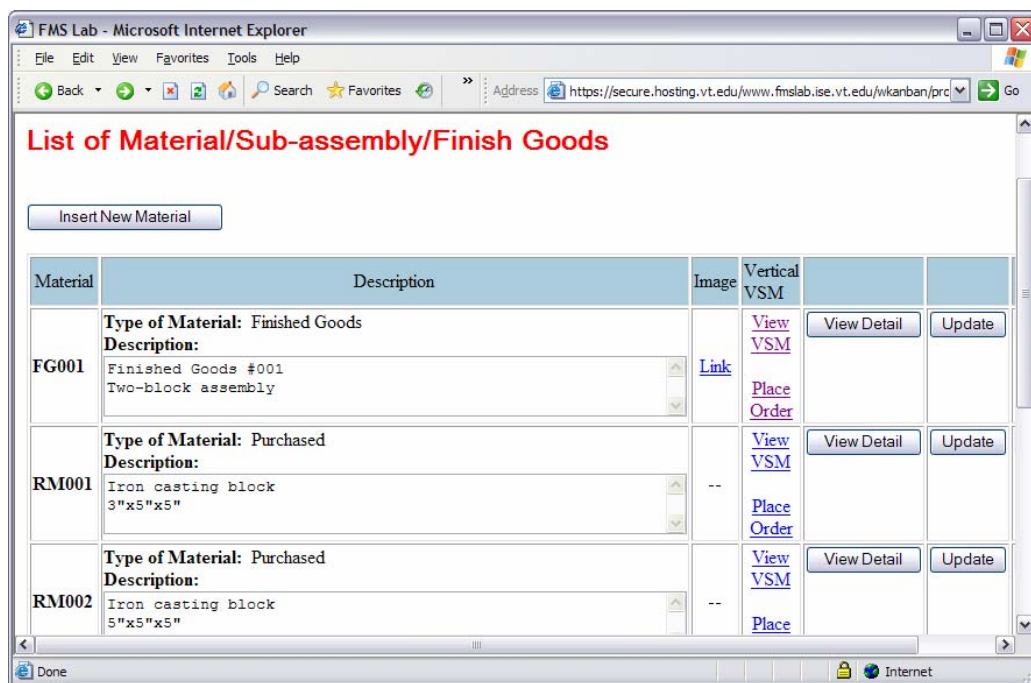 FMS Lab - Microsoft Internet Explorer
File Edit View Favorites Tools Help
Back Search Favorites » Address https://secure.hosting.vt.edu/www.fmslab.ise.vt.edu/wkanban/prc Go
List of Material/Sub-assembly/Finish Goods
Insert New Material
Material Description Image Vertical VSM
FG001
Type of Material: Finished Goods
Description:
Finished Goods #001
Two-block assembly
Link
View
VSM
Place
Order
View Detail
Update
RM001
Type of Material: Purchased
Description:
Iron casting block
3"x5"x5"
--
View
VSM
Place
Order
View Detail
Update
RM002
Type of Material: Purchased
Description:
Iron casting block
5"x5"x5"
--
View
VSM
Place
View Detail
Update
Done Internet